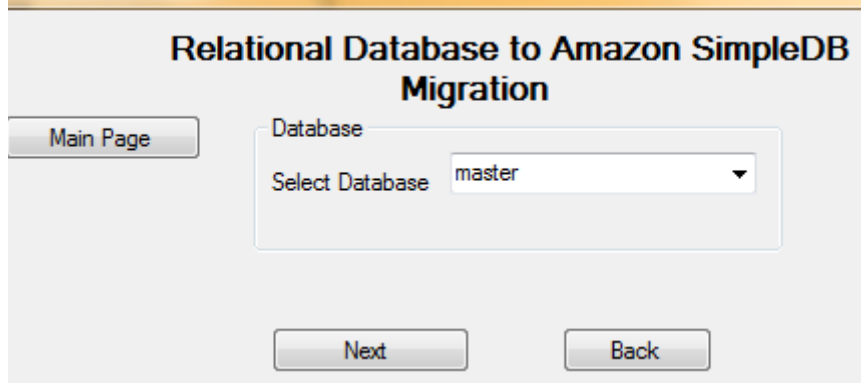 Relational Database to Amazon SimpleDB
Migration
Main Page
Database
Select Database master
Next Back